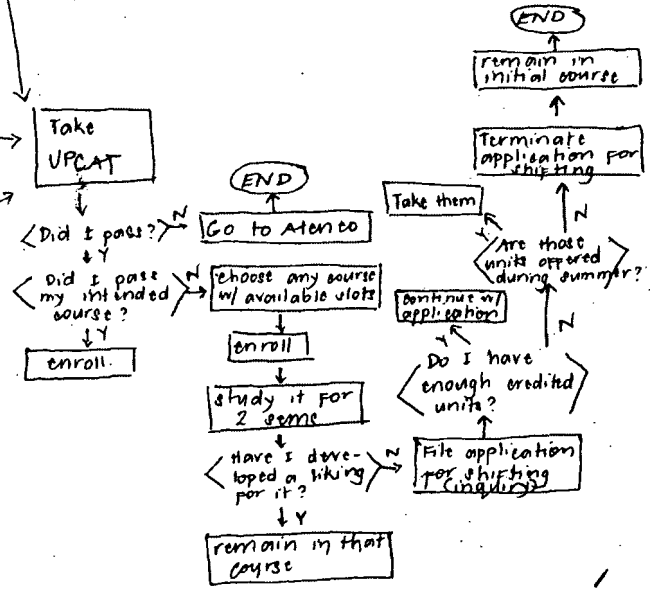 Take
UPCAT
Did I pass?
N
Y
Did I pass
my intended
course?
N
Y
enroll.
END
Go to Ateneo
choose any course
w/ available slots
enroll
study it for
2 sems
Have I deve-
loped a liking
for it?
N
Y
remain in that
course
File application
for shifting
(inquiry)
Do I have
enough credited
units?
Y
N
continue w/
application
Are those
units offered
during summer?
Y
N
Take them
Terminate
application for
shifting
remain in
initial course
END